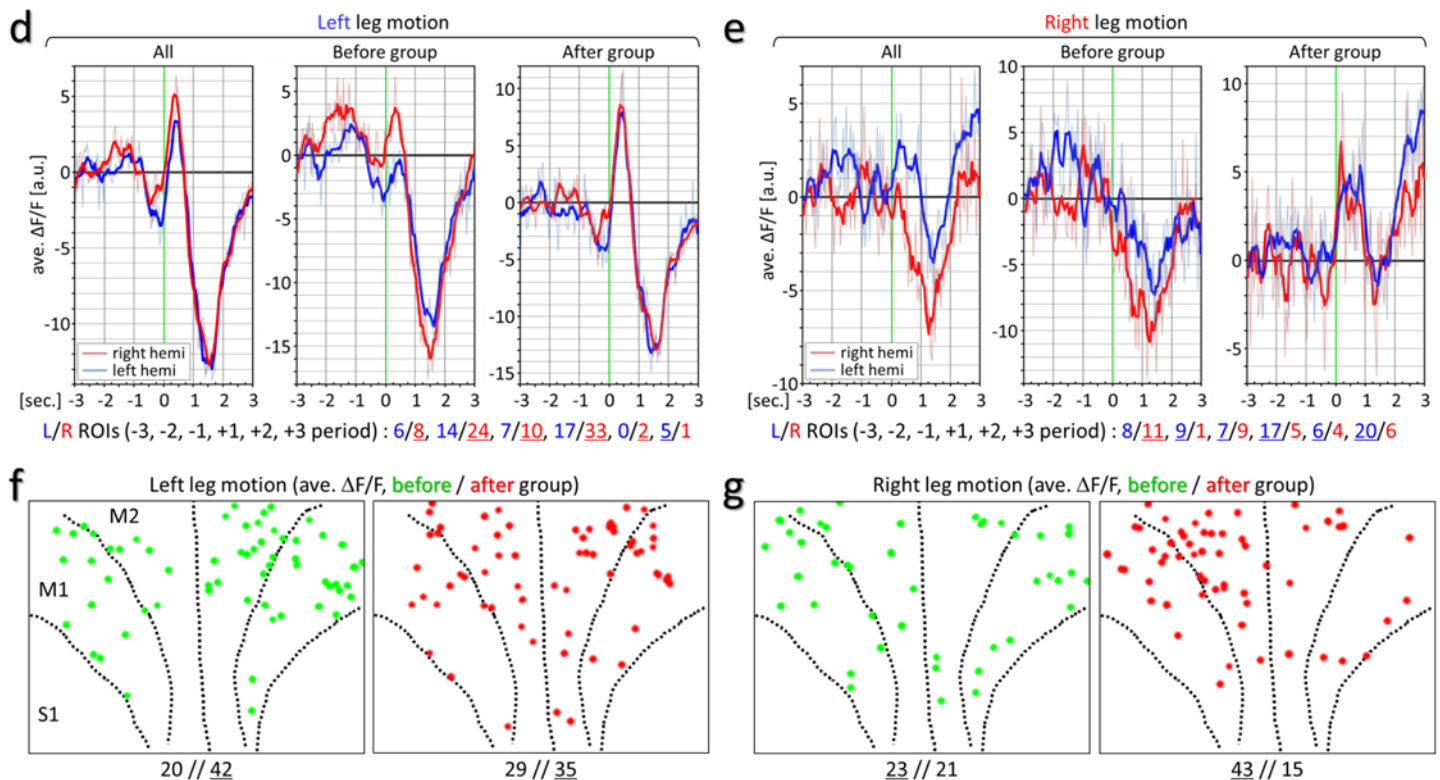 d
Left leg motion
All Before group After group
5
0
-5
-10
5
0
-5
-10
-15
10
5
0
-5
-10
-15
ave. ΔF/F [a.u.]
right hemi
left hemi
[sec.] -3 -2 -1 0 1 2 3 -3 -2 -1 0 1 2 3 -3 -2 -1 0 1 2 3
L/R ROIs (-3, -2, -1, +1, +2, +3 period) : 6/8, 14/24, 7/10, 17/33, 0/2, 5/1
e
Right leg motion
All Before group After group
5
0
-5
-10
10
5
0
-5
-10
10
5
0
-5
ave. ΔF/F [a.u.]
right hemi
left hemi
[sec.] -3 -2 -1 0 1 2 3 -3 -2 -1 0 1 2 3 -3 -2 -1 0 1 2 3
L/R ROIs (-3, -2, -1, +1, +2, +3 period) : 8/11, 9/1, 7/9, 17/5, 6/4, 20/6
f
Left leg motion (ave. ΔF/F, before / after group)
M2
M1
S1
20 // 42 29 // 35
g
Right leg motion (ave. ΔF/F, before / after group)
23 // 21 43 // 15